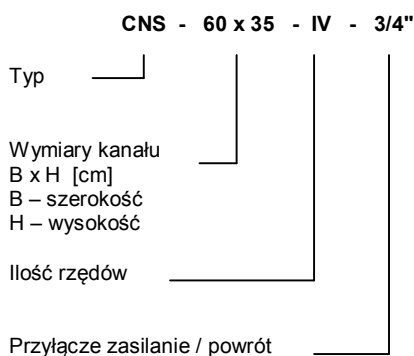 CNS - 60 x 35 - IV - 3/4"
Typ
Wymiary kanału
B x H [cm]
B – szerokość
H – wysokość
Ilość rzędów
Przyłącze zasilanie / powrót